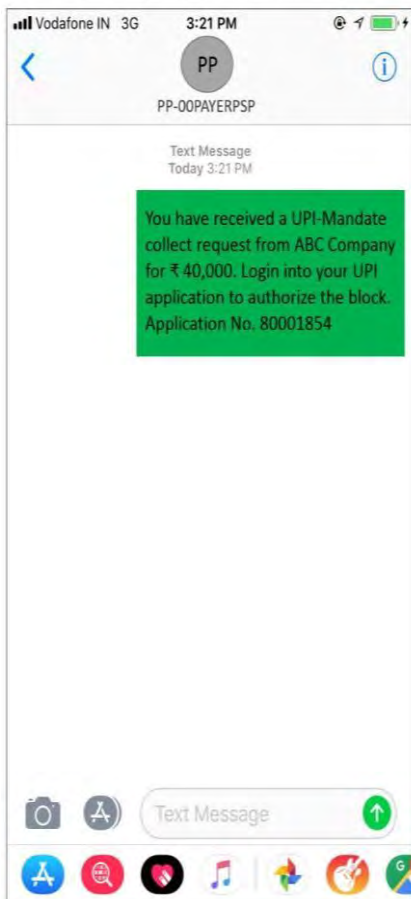 Vodafone IN 3G 3:21 PM
PP
PP-00PAYERPSP
Text Message
Today 3:21 PM
You have received a UPI-Mandate
collect request from ABC Company
for ₹ 40,000. Login into your UPI
application to authorize the block.
Application No. 80001854
Text Message